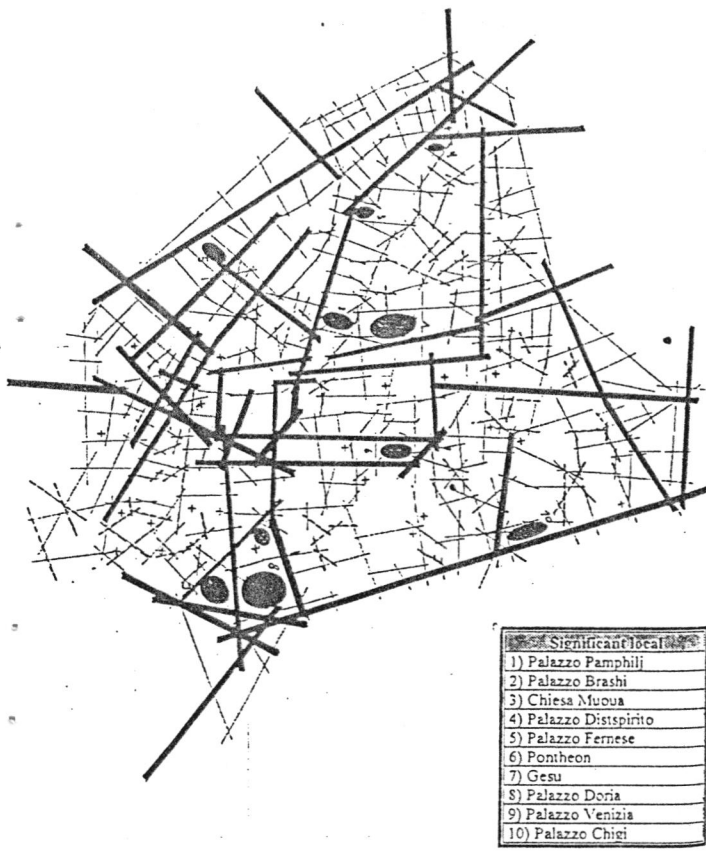 Significant local
1) Palazzo Pamphilj
2) Palazzo Brashi
3) Chiesa Muoua
4) Palazzo Distspirito
5) Palazzo Fernese
6) Pontheon
7) Gesu
8) Palazzo Doria
9) Palazzo Venizia
10) Palazzo Chigi